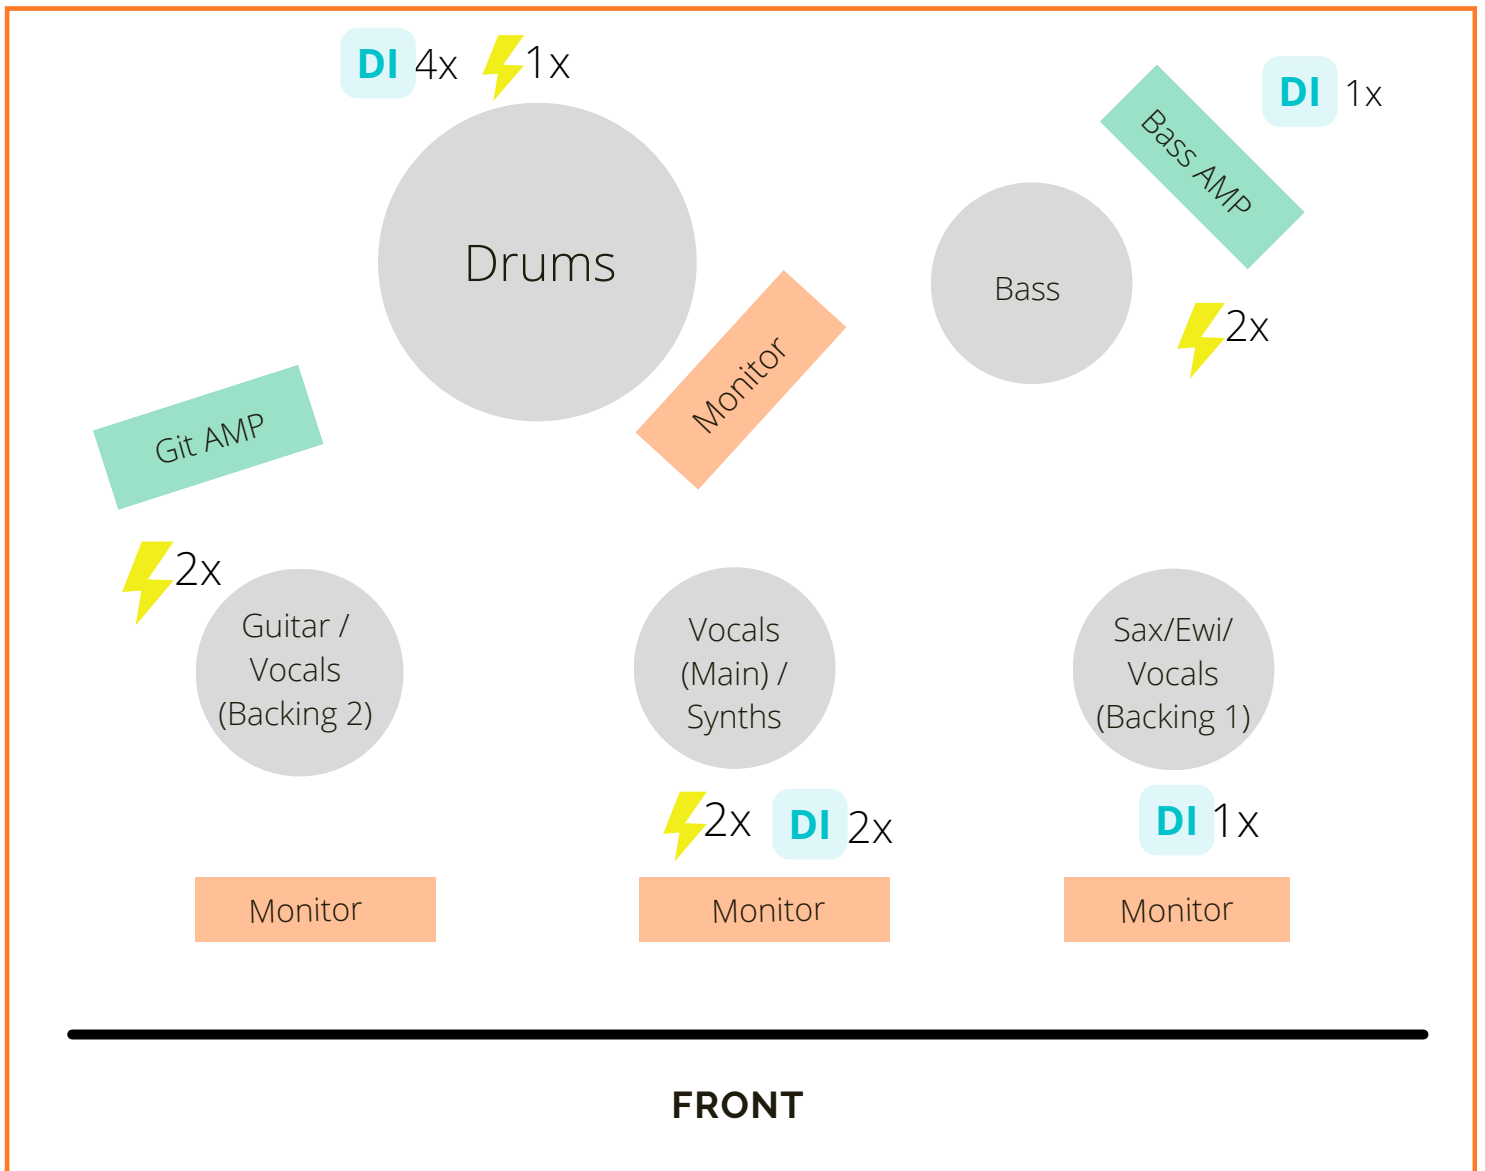 DI 4x 1x
DI 1x
Bass AMP
Drums
Bass
2x
Monitor
Git AMP
2x
Guitar /
Vocals
(Backing 2)
Vocals
(Main) /
Synths
Sax/Ewi/
Vocals
(Backing 1)
2x DI 2x
DI 1x
Monitor
Monitor
Monitor
FRONT